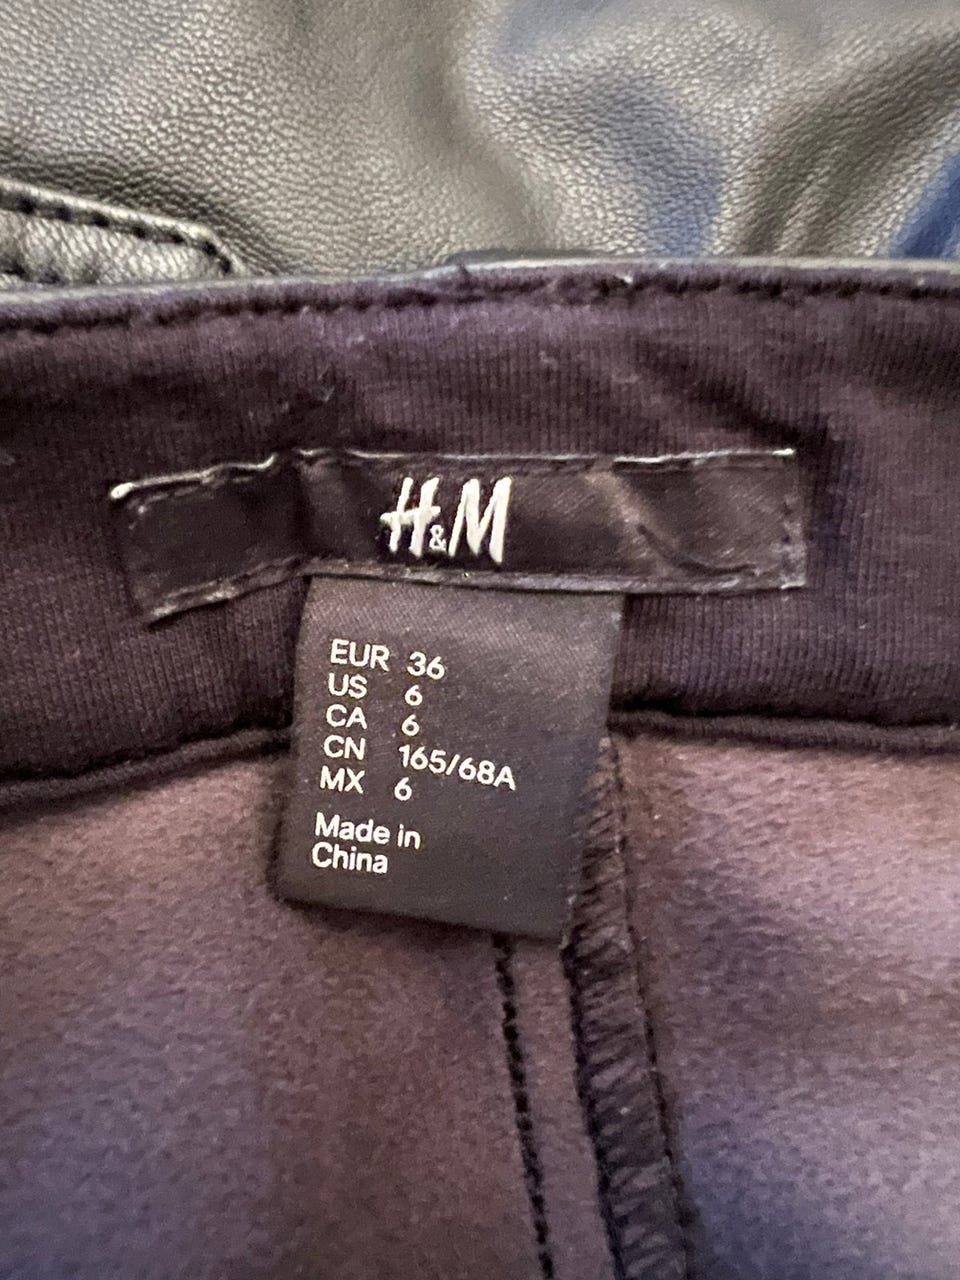 H&M
EUR 36
US 6
CA 6
CN 165/68A
MX 6
Made in
China